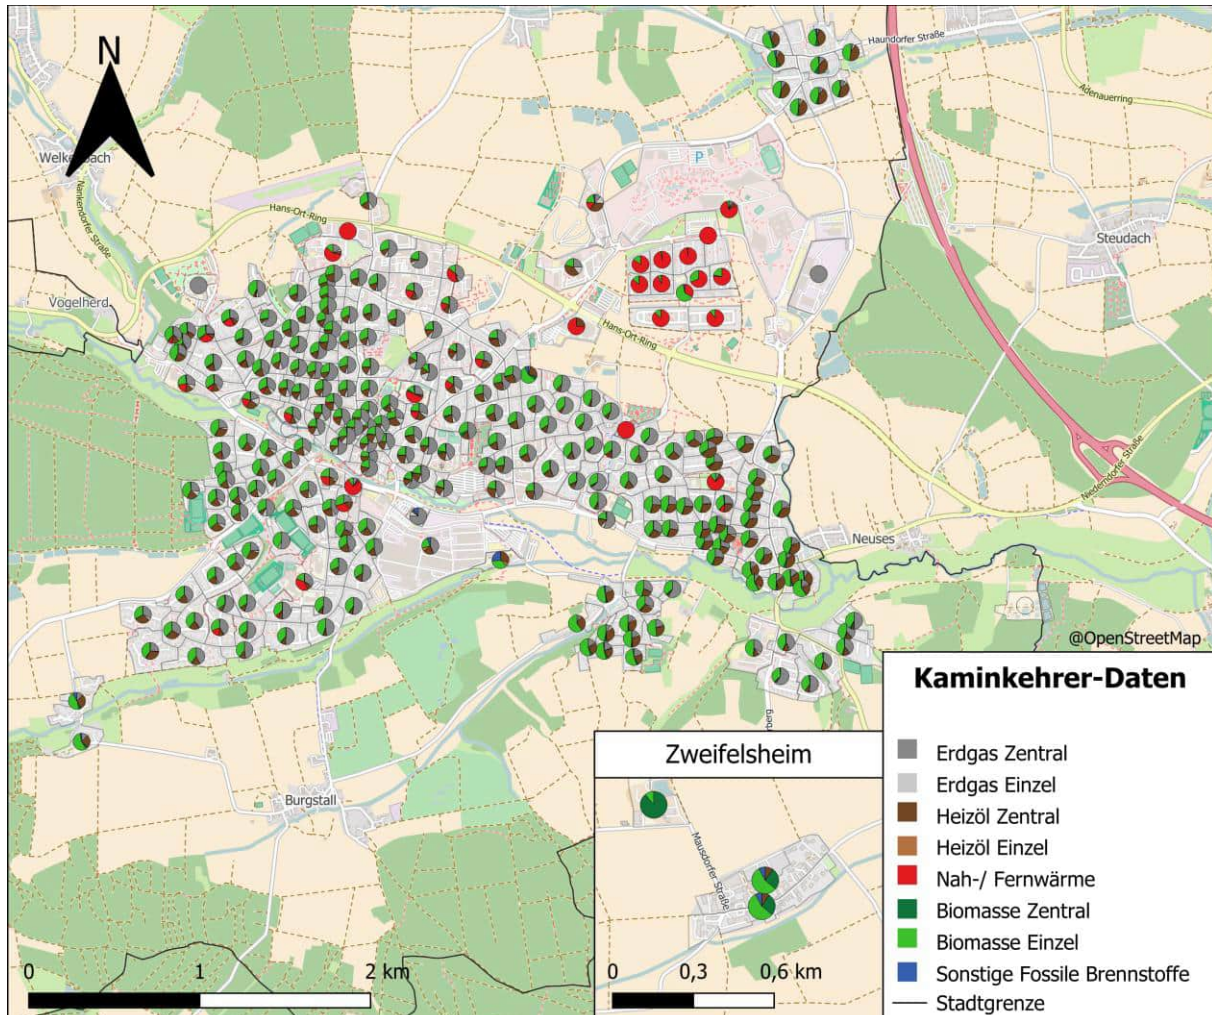 N
Haundorfer Straße
Adenauerring
P
Nankendorfer Straße
Hans-Ort-Ring
Steudach
Vogelherd
Hans-Ort-Ring
Niederndorfer Straße
Neuses
@OpenStreetMap
Burgstall
Kaminkehrer-Daten
Erdgas Zentral
Erdgas Einzel
Heizöl Zentral
Heizöl Einzel
Nah-/ Fernwärme
Biomasse Zentral
Biomasse Einzel
Sonstige Fossile Brennstoffe
Stadtgrenze
Zweifelsheim
Mausdorfer Straße
0 0,3 0,6 km
0 1 2 km